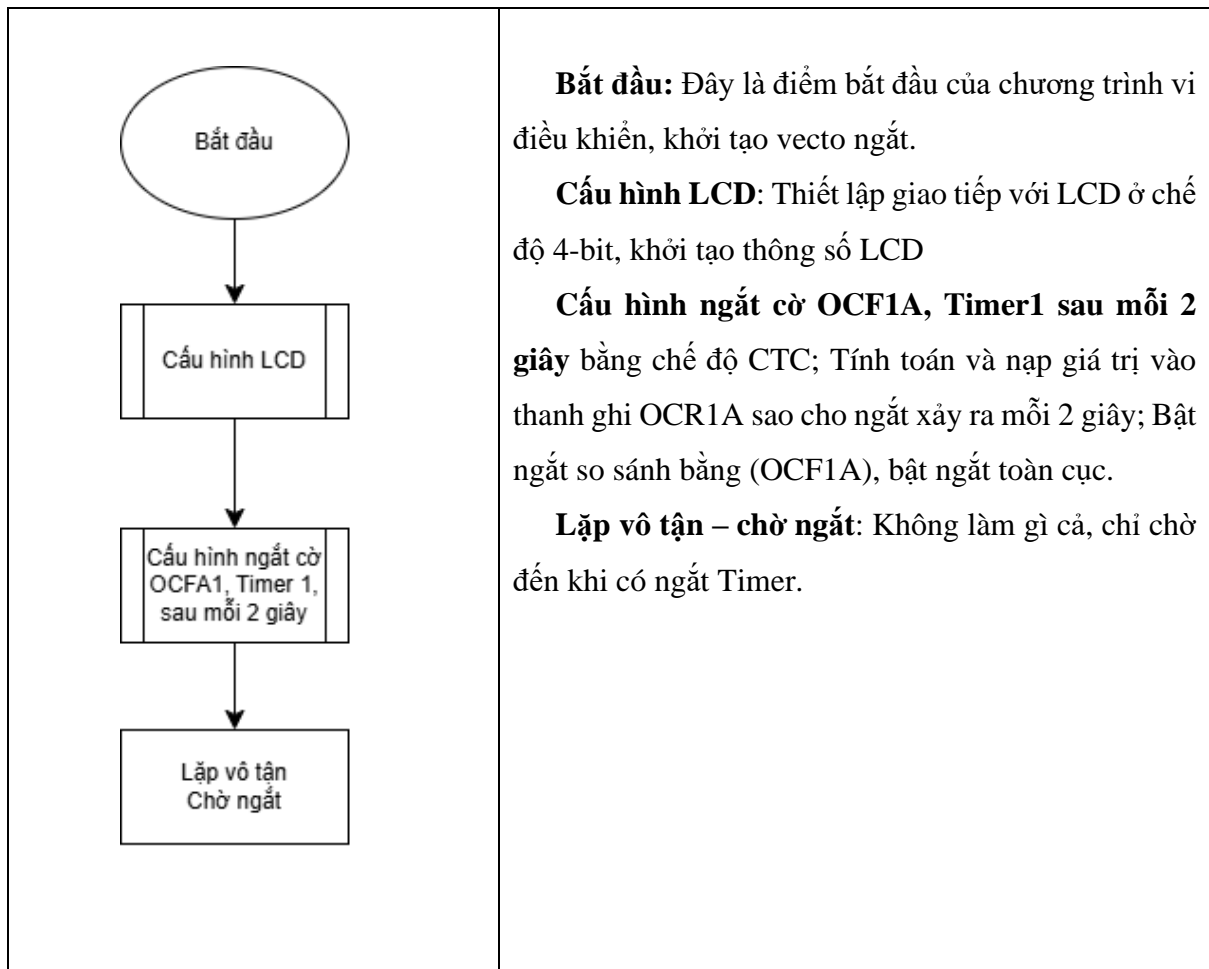 Bắt đầu
Cấu hình LCD
Cấu hình ngắt cờ
OCFA1, Timer 1,
sau mỗi 2 giây
Lặp vô tận
Chờ ngắt
Bắt đầu: Đây là điểm bắt đầu của chương trình vi
điều khiển, khởi tạo vecto ngắt.
Cấu hình LCD: Thiết lập giao tiếp với LCD ở chế
độ 4-bit, khởi tạo thông số LCD
Cấu hình ngắt cờ OCF1A, Timer1 sau mỗi 2
giây bằng chế độ CTC; Tính toán và nạp giá trị vào
thanh ghi OCR1A sao cho ngắt xảy ra mỗi 2 giây; Bật
ngắt so sánh bằng (OCF1A), bật ngắt toàn cục.
Lặp vô tận – chờ ngắt: Không làm gì cả, chỉ chờ
đến khi có ngắt Timer.